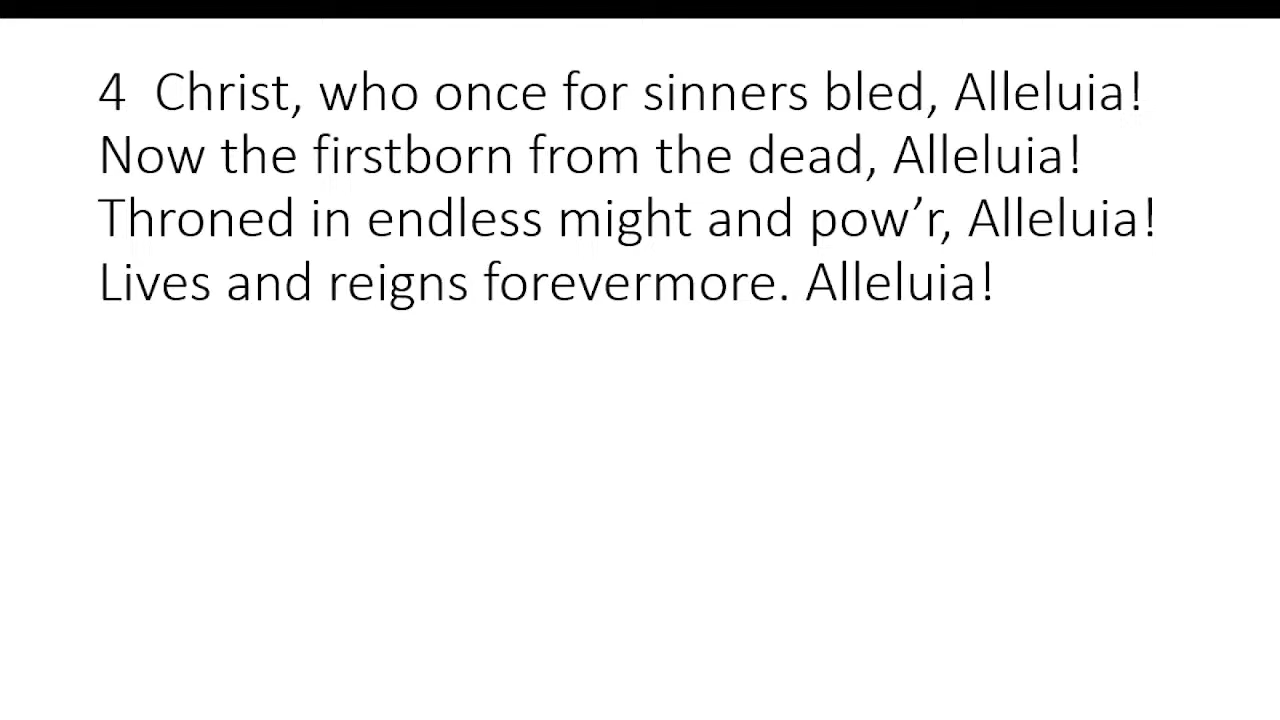 4  Christ, who once for sinners bled, Alleluia!
Now the firstborn from the dead, Alleluia!
Throned in endless might and pow’r, Alleluia!
Lives and reigns forevermore. Alleluia!